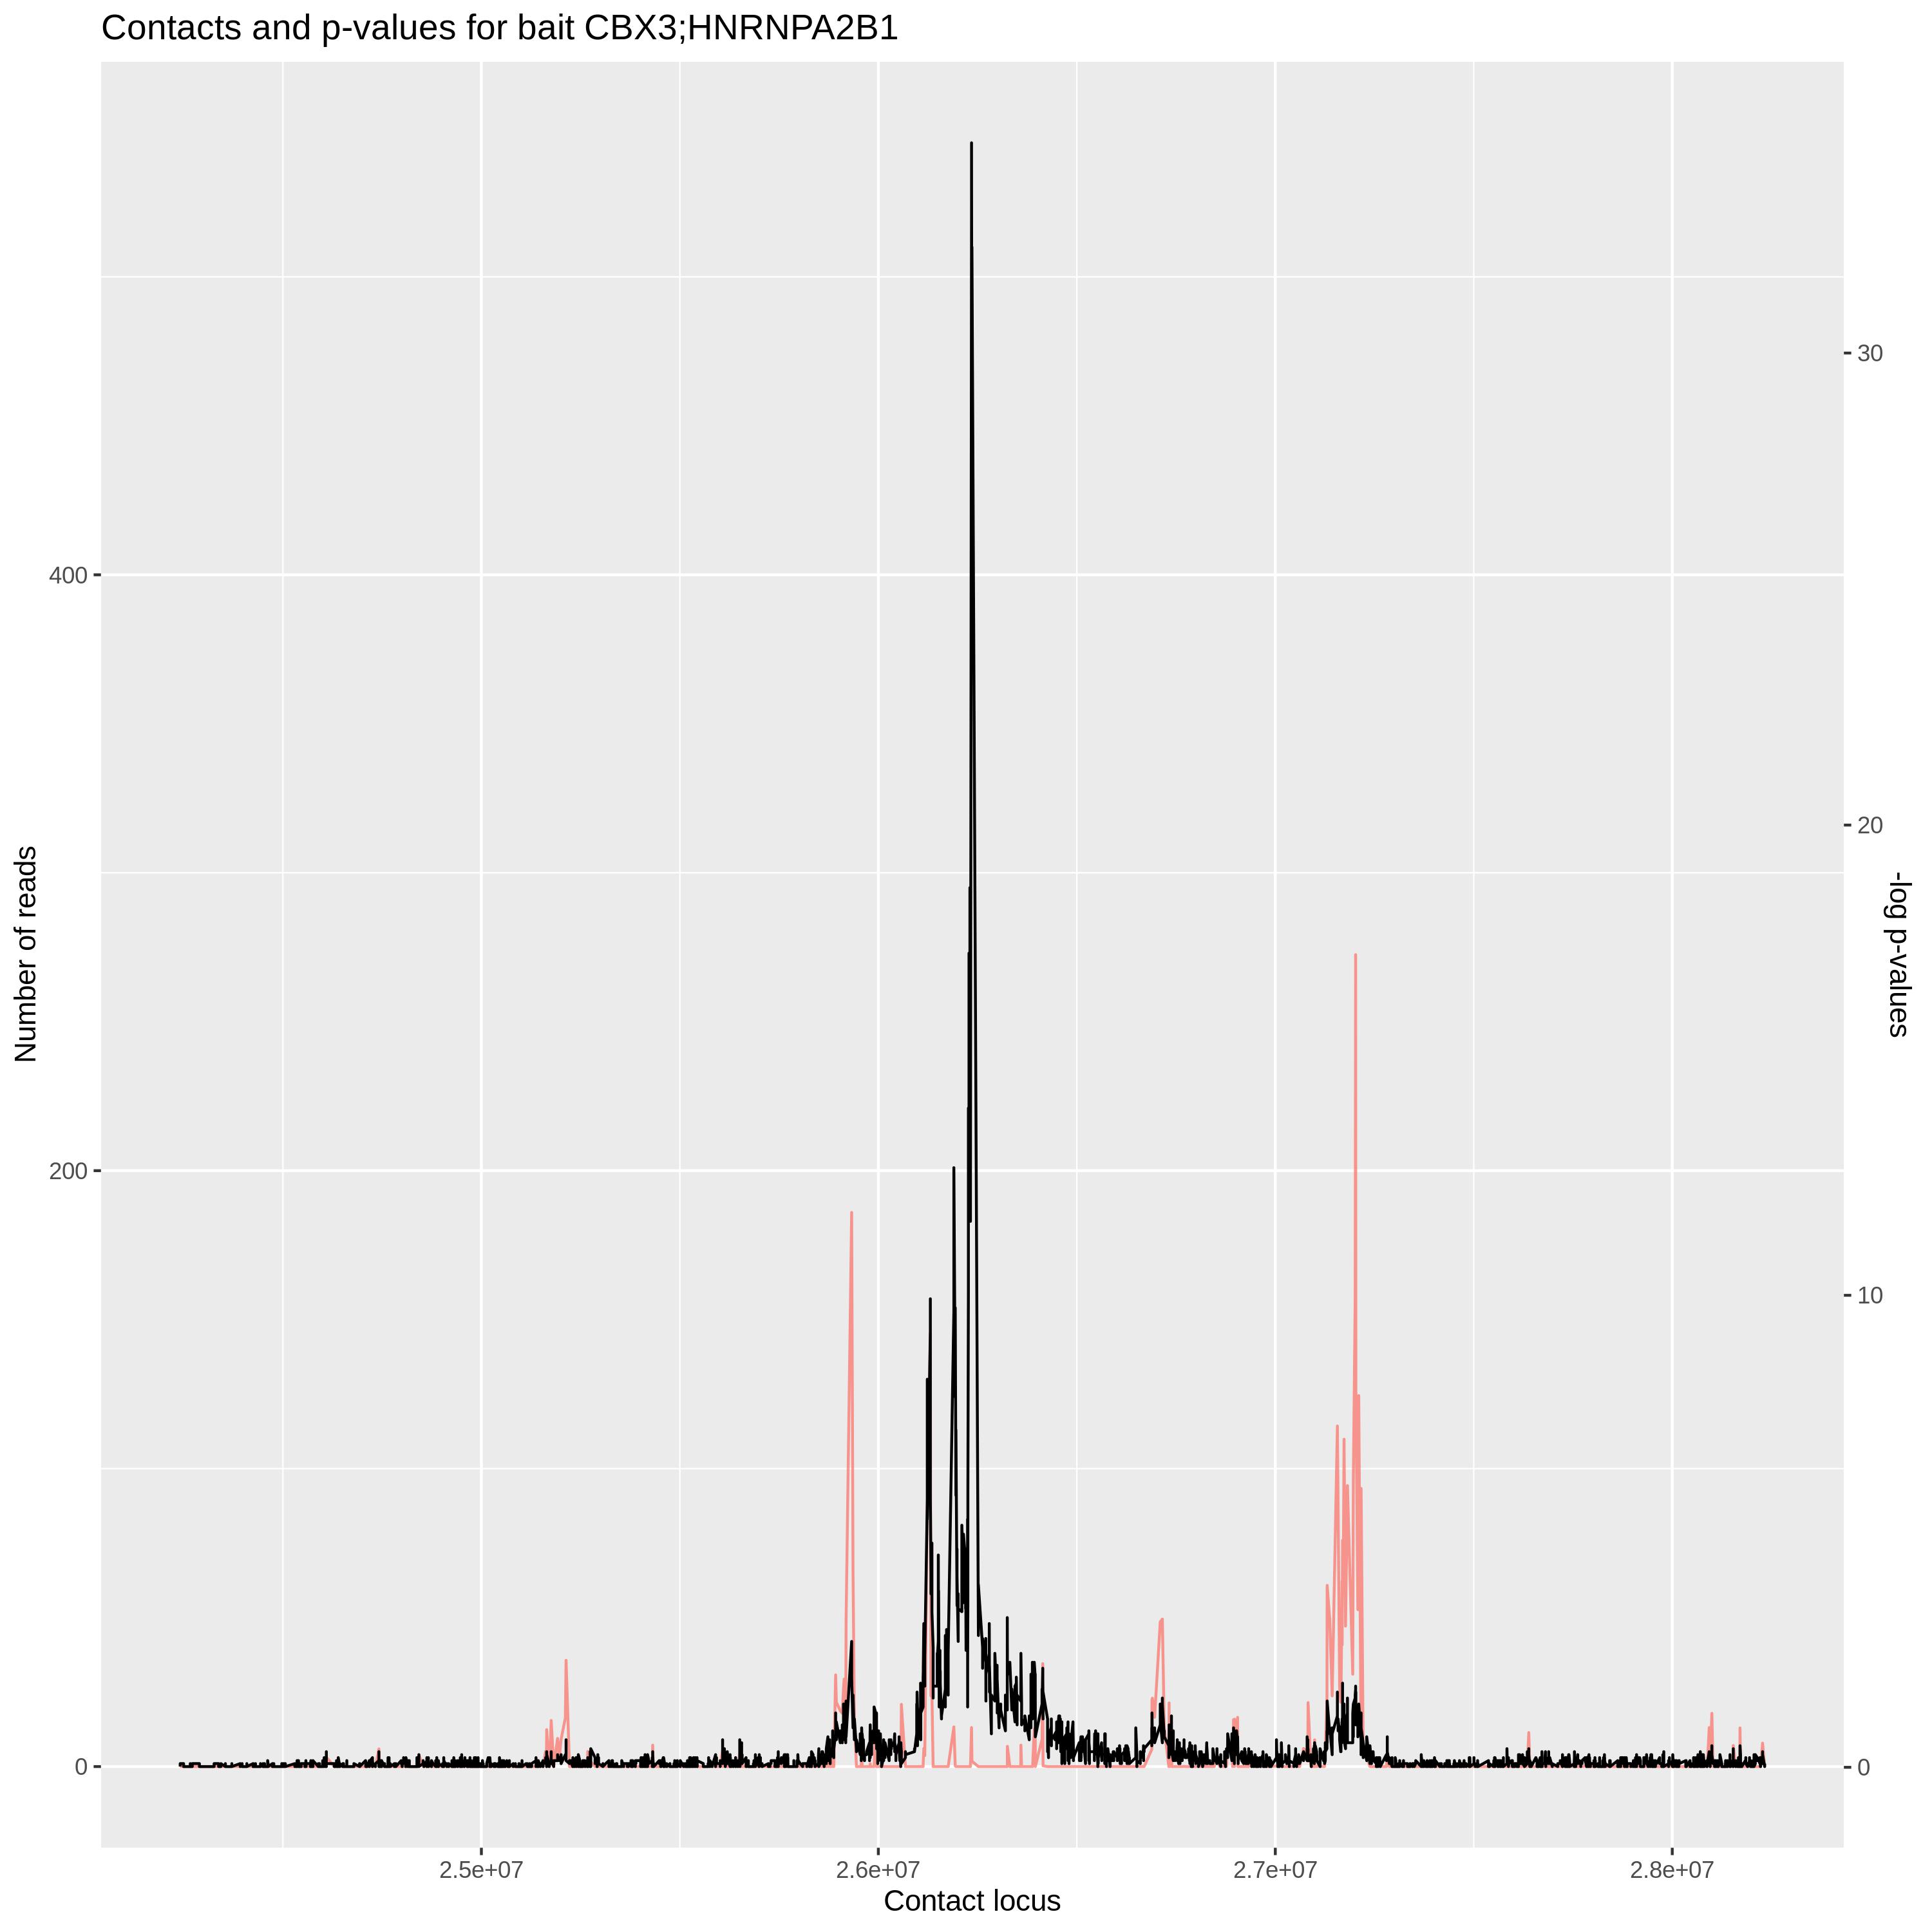 Contacts and p-values for bait CBX3;HNRNPA2B1
Number of reads
400
200
0
30
20
10
0
-log p-values
2.5e+07
2.6e+07
2.7e+07
2.8e+07
Contact locus